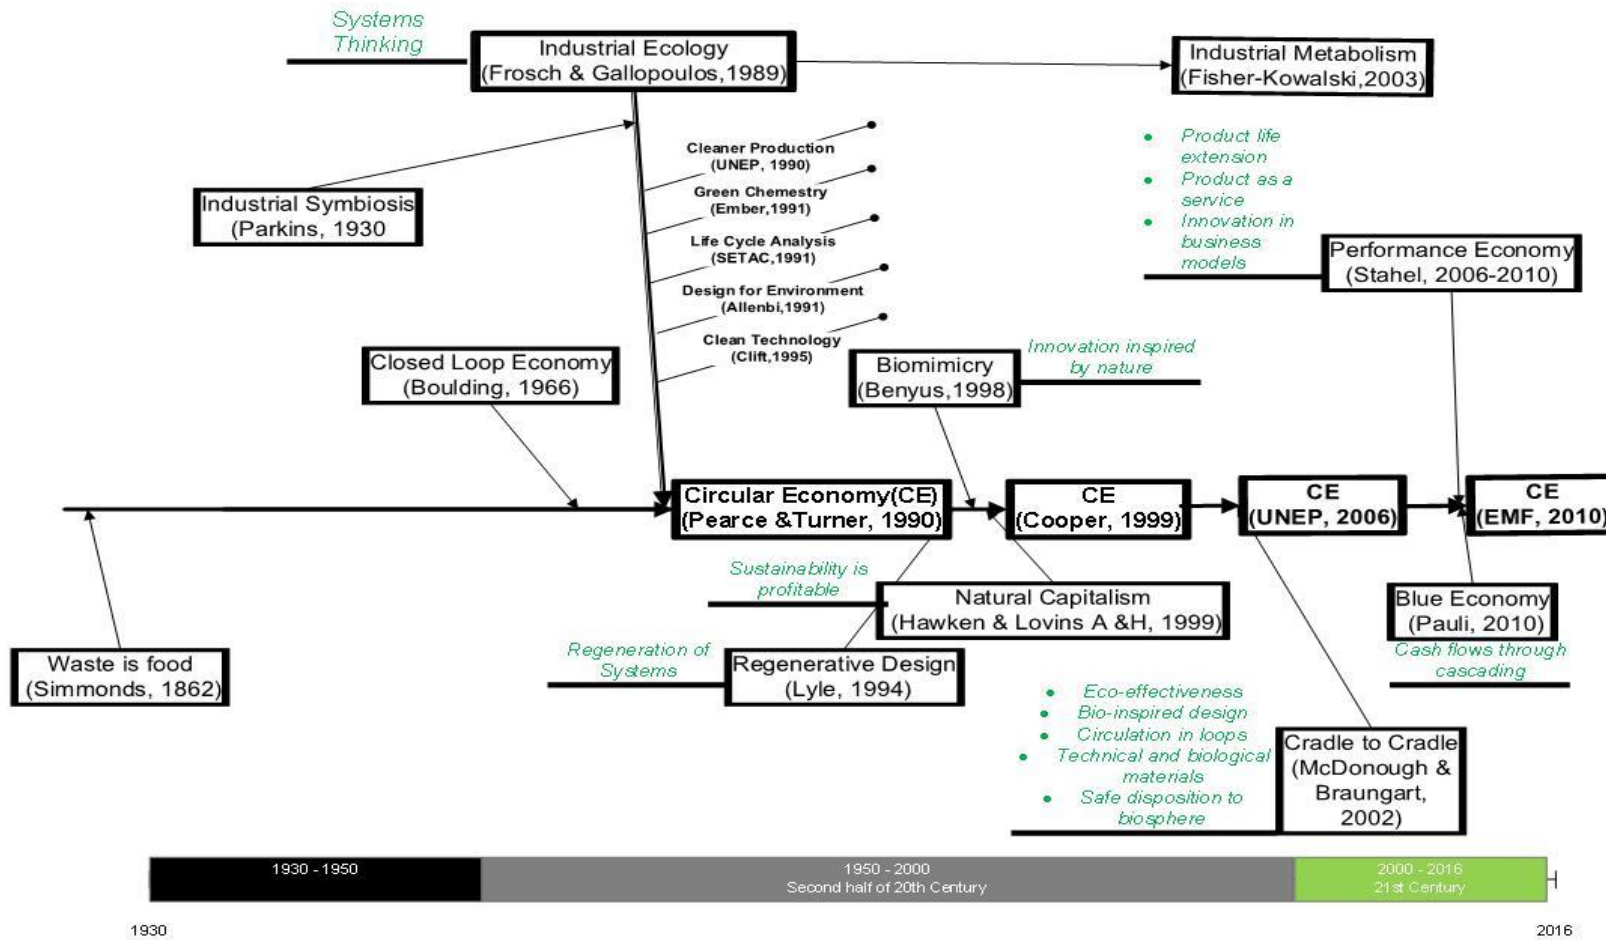 Systems
Thinking
Industrial Ecology
(Frosch & Gallopoulos,1989)
Industrial Metabolism
(Fisher-Kowalski,2003)
Cleaner Production
(UNEP, 1990)
Green Chemestry
(Ember,1991)
Life Cycle Analysis
(SETAC,1991)
Design for Environment
(Allenbi,1991)
Clean Technology
(Clift,1995)
Industrial Symbiosis
(Parkins, 1930
• Product life
extension
• Product as a
service
• Innovation in
business
models
Performance Economy
(Stahel, 2006-2010)
Closed Loop Economy
(Boulding, 1966)
Biomimicry
(Benyus,1998)
Innovation inspired
by nature
Circular Economy(CE)
(Pearce &Turner, 1990)
CE
(Cooper, 1999)
CE
(UNEP, 2006)
CE
(EMF, 2010)
Sustainability is
profitable
Natural Capitalism
(Hawken & Lovins A &H, 1999)
Blue Economy
(Pauli, 2010)
Cash flows through
cascading
Waste is food
(Simmonds, 1862)
Regeneration of
Systems
Regenerative Design
(Lyle, 1994)
• Eco-effectiveness
• Bio-inspired design
• Circulation in loops
• Technical and biological
materials
• Safe disposition to
biosphere
Cradle to Cradle
(McDonough &
Braungart,
2002)
1930 - 1950
1950 - 2000
Second half of 20th Century
2000 - 2016
21st Century
1930
2016